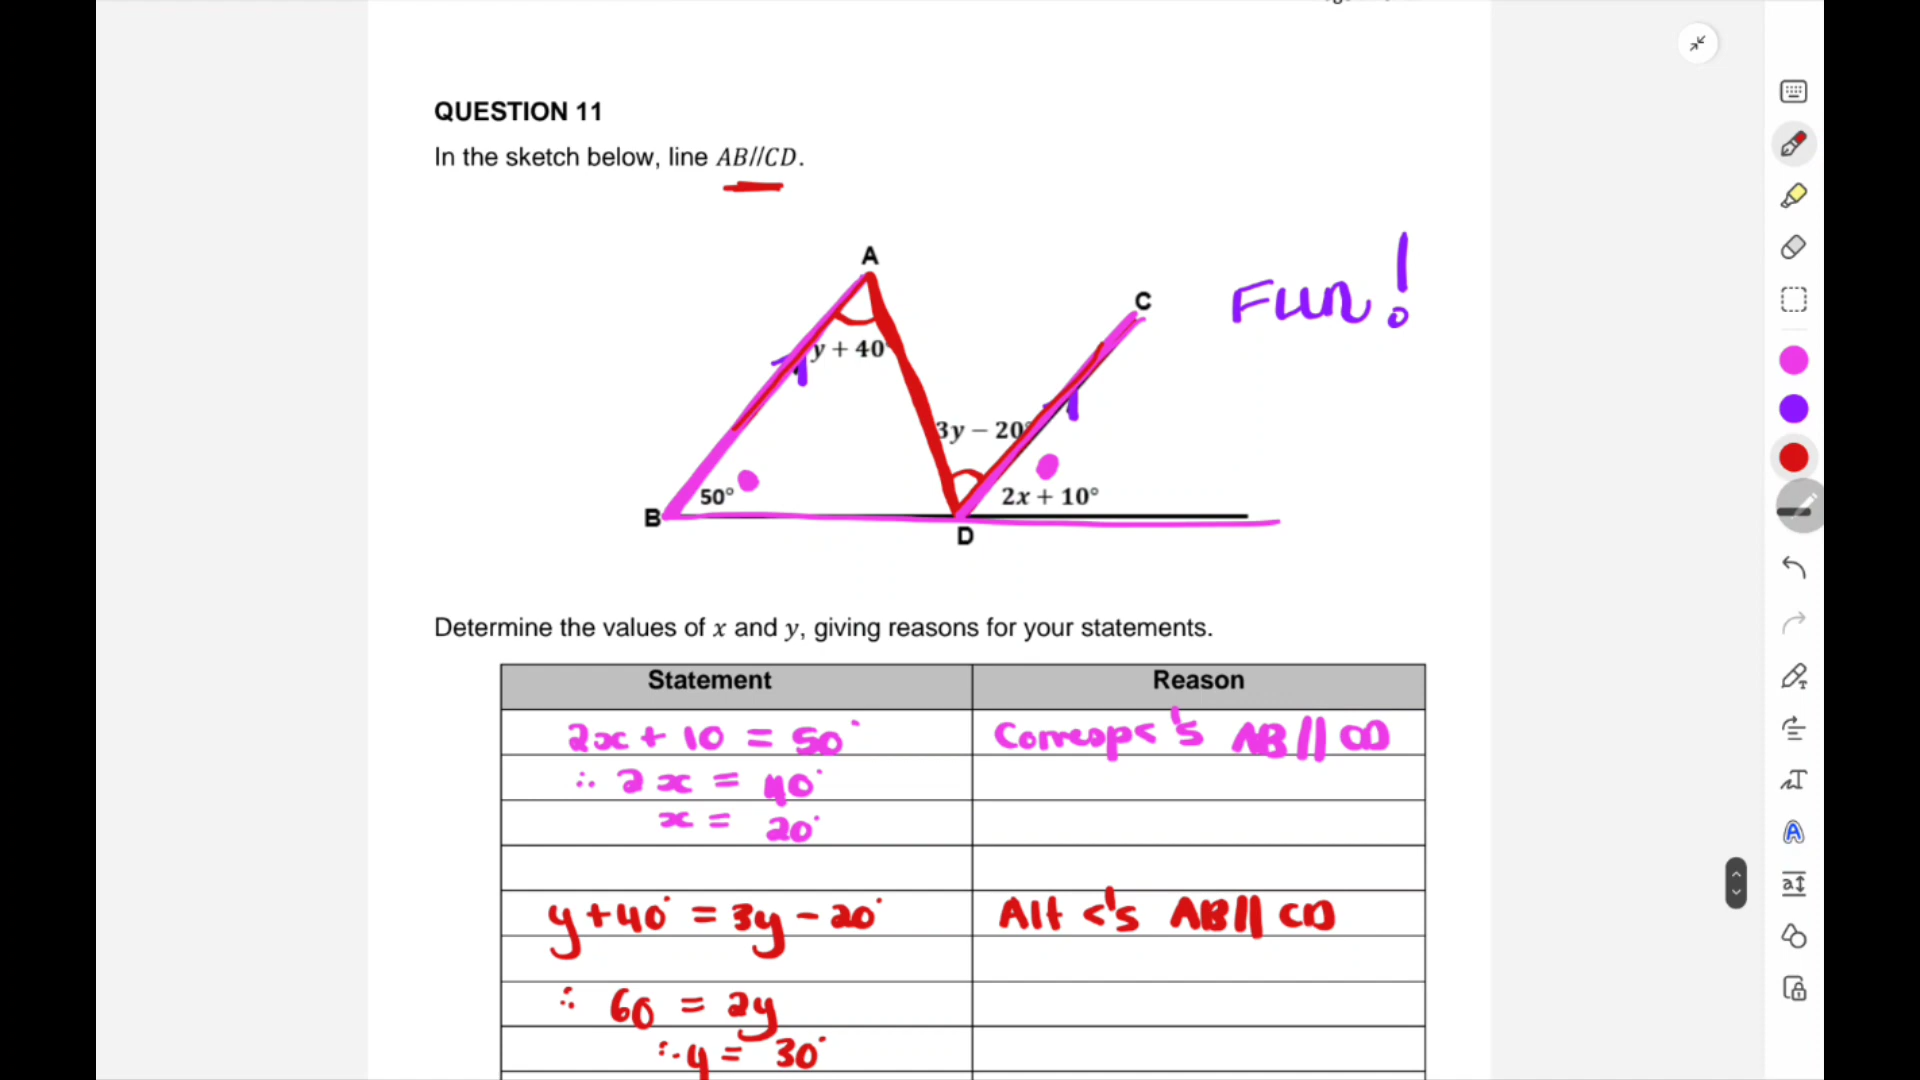 QUESTION 11
In the sketch below, line AB//CD.
A
C
Fun!
y + 40°
3y − 20°
50°
2x + 10°
B
D
Determine the values of x and y, giving reasons for your statements.
Statement Reason
2x + 10 = 50° Corresp <'s AB || CD
∴ 2x = 40°
x = 20°
y + 40° = 3y − 20° Alt <'s AB || CD
∴ 60 = 2y
∴ y = 30°